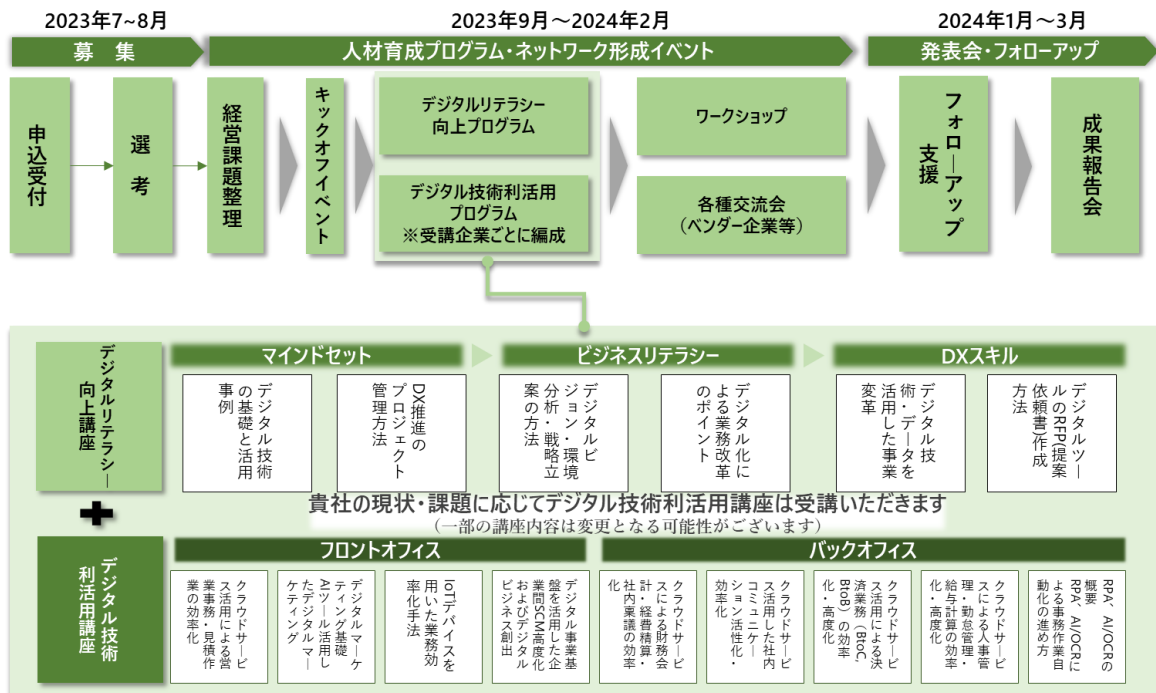 2023年7~8月
2023年9月～2024年2月
2024年1月～3月
募　集
人材育成プログラム・ネットワーク形成イベント
発表会・フォローアップ
申込受付
選　考
経営課題整理
キックオフイベント
デジタルリテラシー
向上プログラム
デジタル技術利活用
プログラム
※受講企業ごとに編成
ワークショップ
各種交流会
（ベンダー企業等）
フォローアップ
支援
成果報告会
デジタルリテラシー
向上講座
マインドセット
ビジネスリテラシー
DXスキル
デジタル技術
の基礎と活用
事例
DX推進の
プロジェクト
管理方法
デジタルビ
ジョン・環境
分析・戦略立
案の方法
デジタル化に
よる業務改革
のポイント
デジタル技
術・データを
活用した事業
変革
デジタルツー
ルのRFP(提案
依頼書)作成
方法
貴社の現状・課題に応じてデジタル技術利活用講座は受講いただきます
（一部の講座内容は変更となる可能性がございます）
デジタル技術
利活用講座
フロントオフィス
バックオフィス
クラウドサービ
ス活用による営
業事務・見積作
業の効率化
デジタルマーケ
ティング基礎
AIツール活用し
たデジタルマー
ケティング
IoTデバイスを
用いた業務効
率化手法
デジタル事業基
盤を活用した企
業間SCM高度化
およびデジタル
ビジネス創出
クラウドサービ
スによる財務会
計・経費精算・
社内稟議の効率
化
クラウドサービ
ス活用した社内
コミュニケー
ション活性化・
効率化
クラウドサービ
ス活用による決
済業務（BtoC,
BtoB）の効率
化・高度化
クラウドサービ
スによる人事管
理・勤怠管理・
給与計算の効率
化・高度化
RPA、AI/OCRの
概要
RPA、AI/OCRに
よる事務作業自
動化の進め方